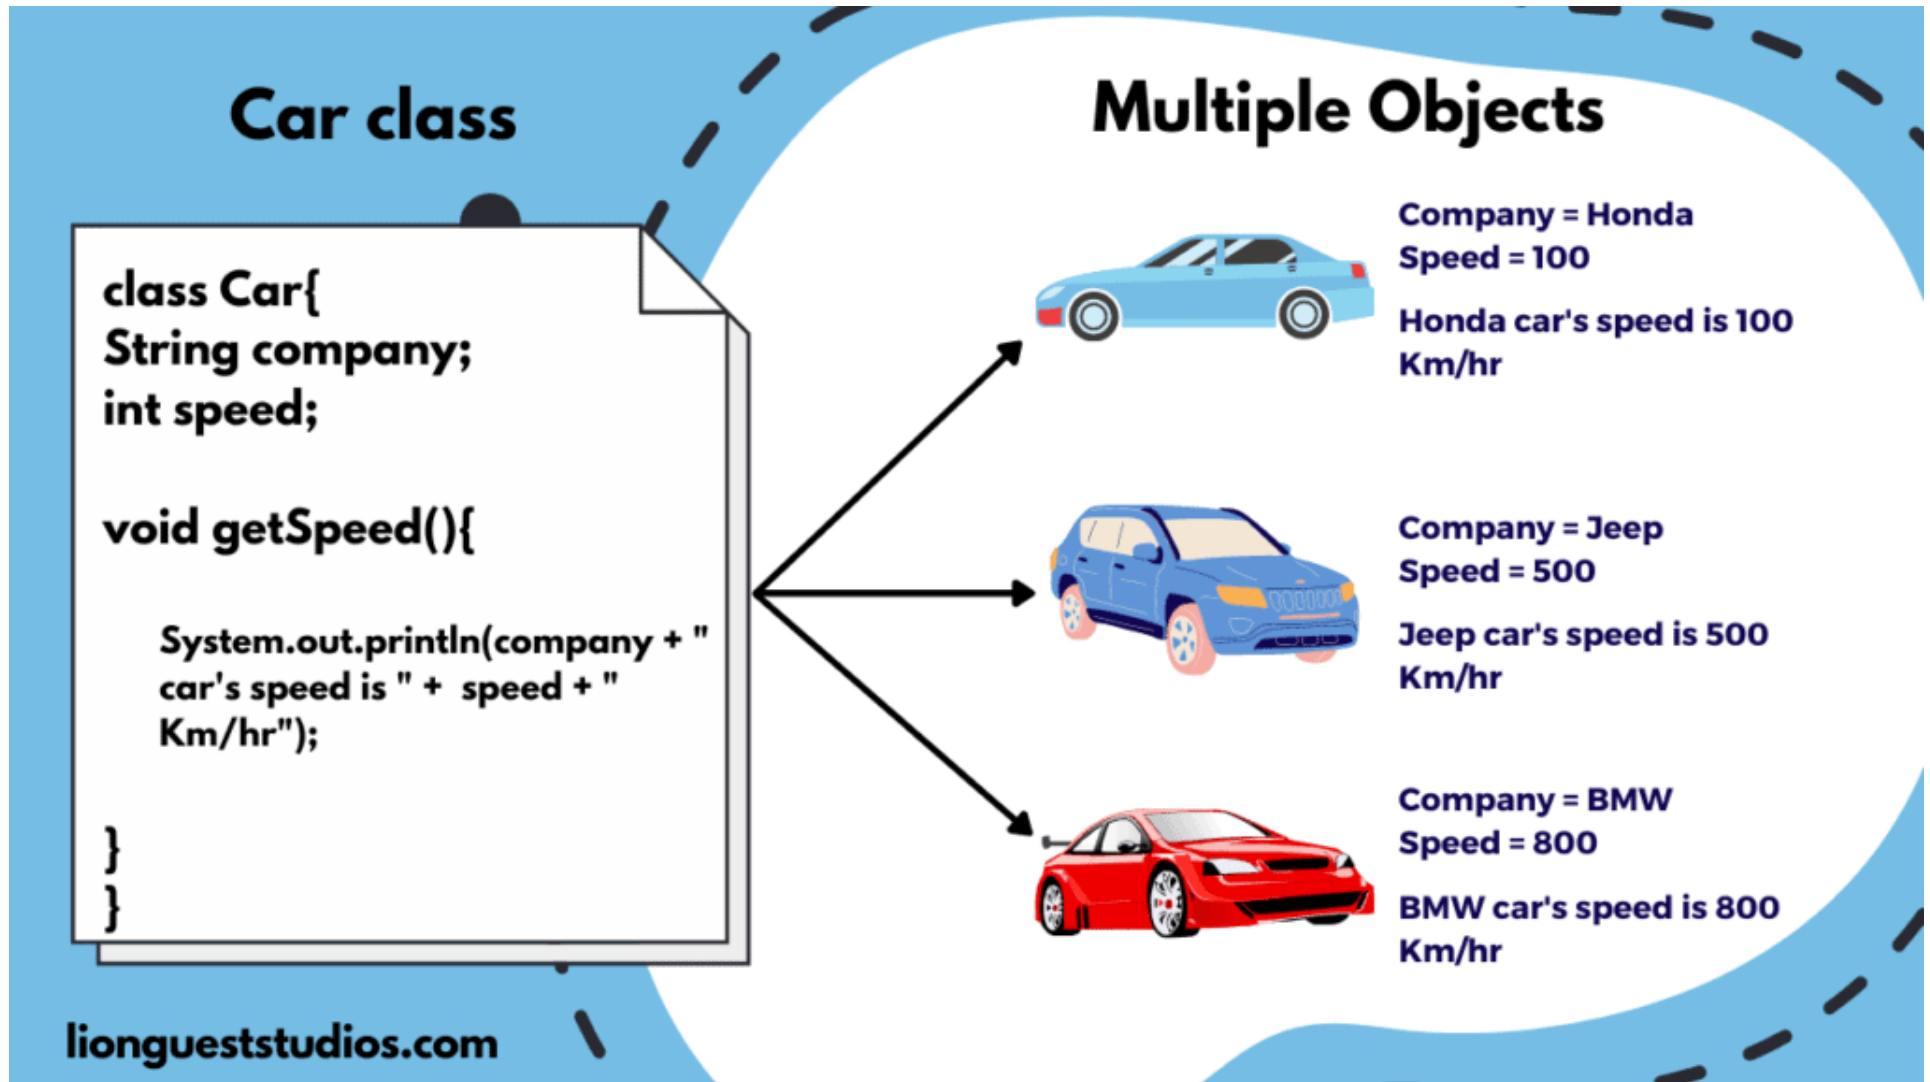 Car class
class Car{
String company;
int speed;
void getSpeed(){
System.out.println(company + "
car's speed is " + speed + "
Km/hr");
}
}
liongueststudios.com
Multiple Objects
Company = Honda
Speed = 100
Honda car's speed is 100
Km/hr
Company = Jeep
Speed = 500
Jeep car's speed is 500
Km/hr
Company = BMW
Speed = 800
BMW car's speed is 800
Km/hr